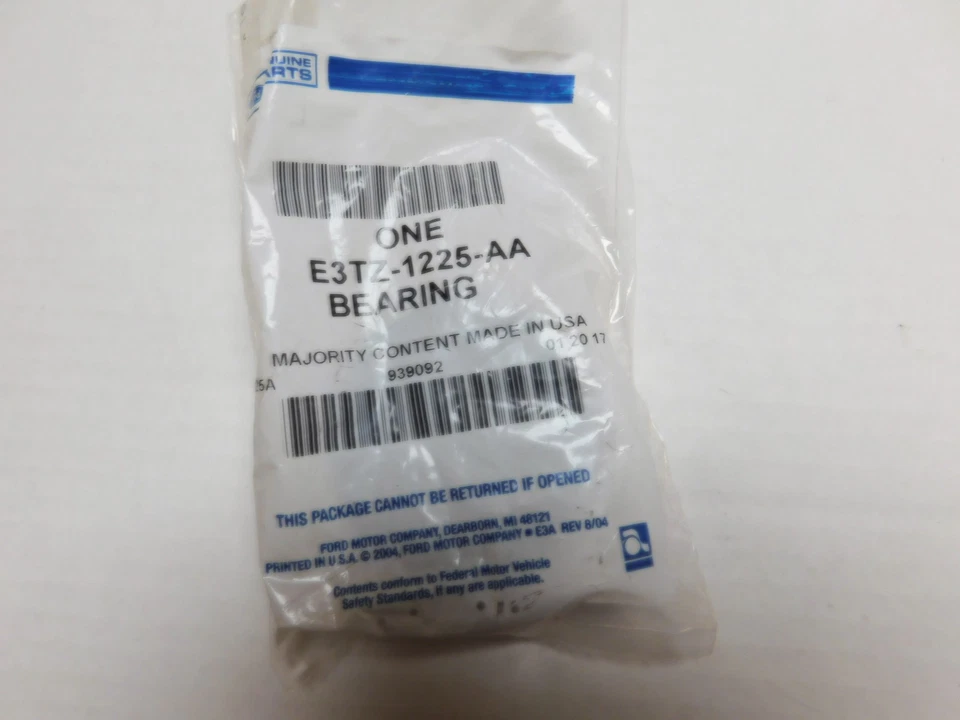 NUINE
ARTS
ONE
E3TZ-1225-AA
BEARING
MAJORITY CONTENT MADE IN USA
01 20 17
5A
939092
THIS PACKAGE CANNOT BE RETURNED IF OPENED
FORD MOTOR COMPANY, DEARBORN, MI 48121
PRINTED IN U.S.A. © 2004, FORD MOTOR COMPANY • E3A REV 8/04
Contents conform to Federal Motor Vehicle
Safety Standards, if any are applicable.